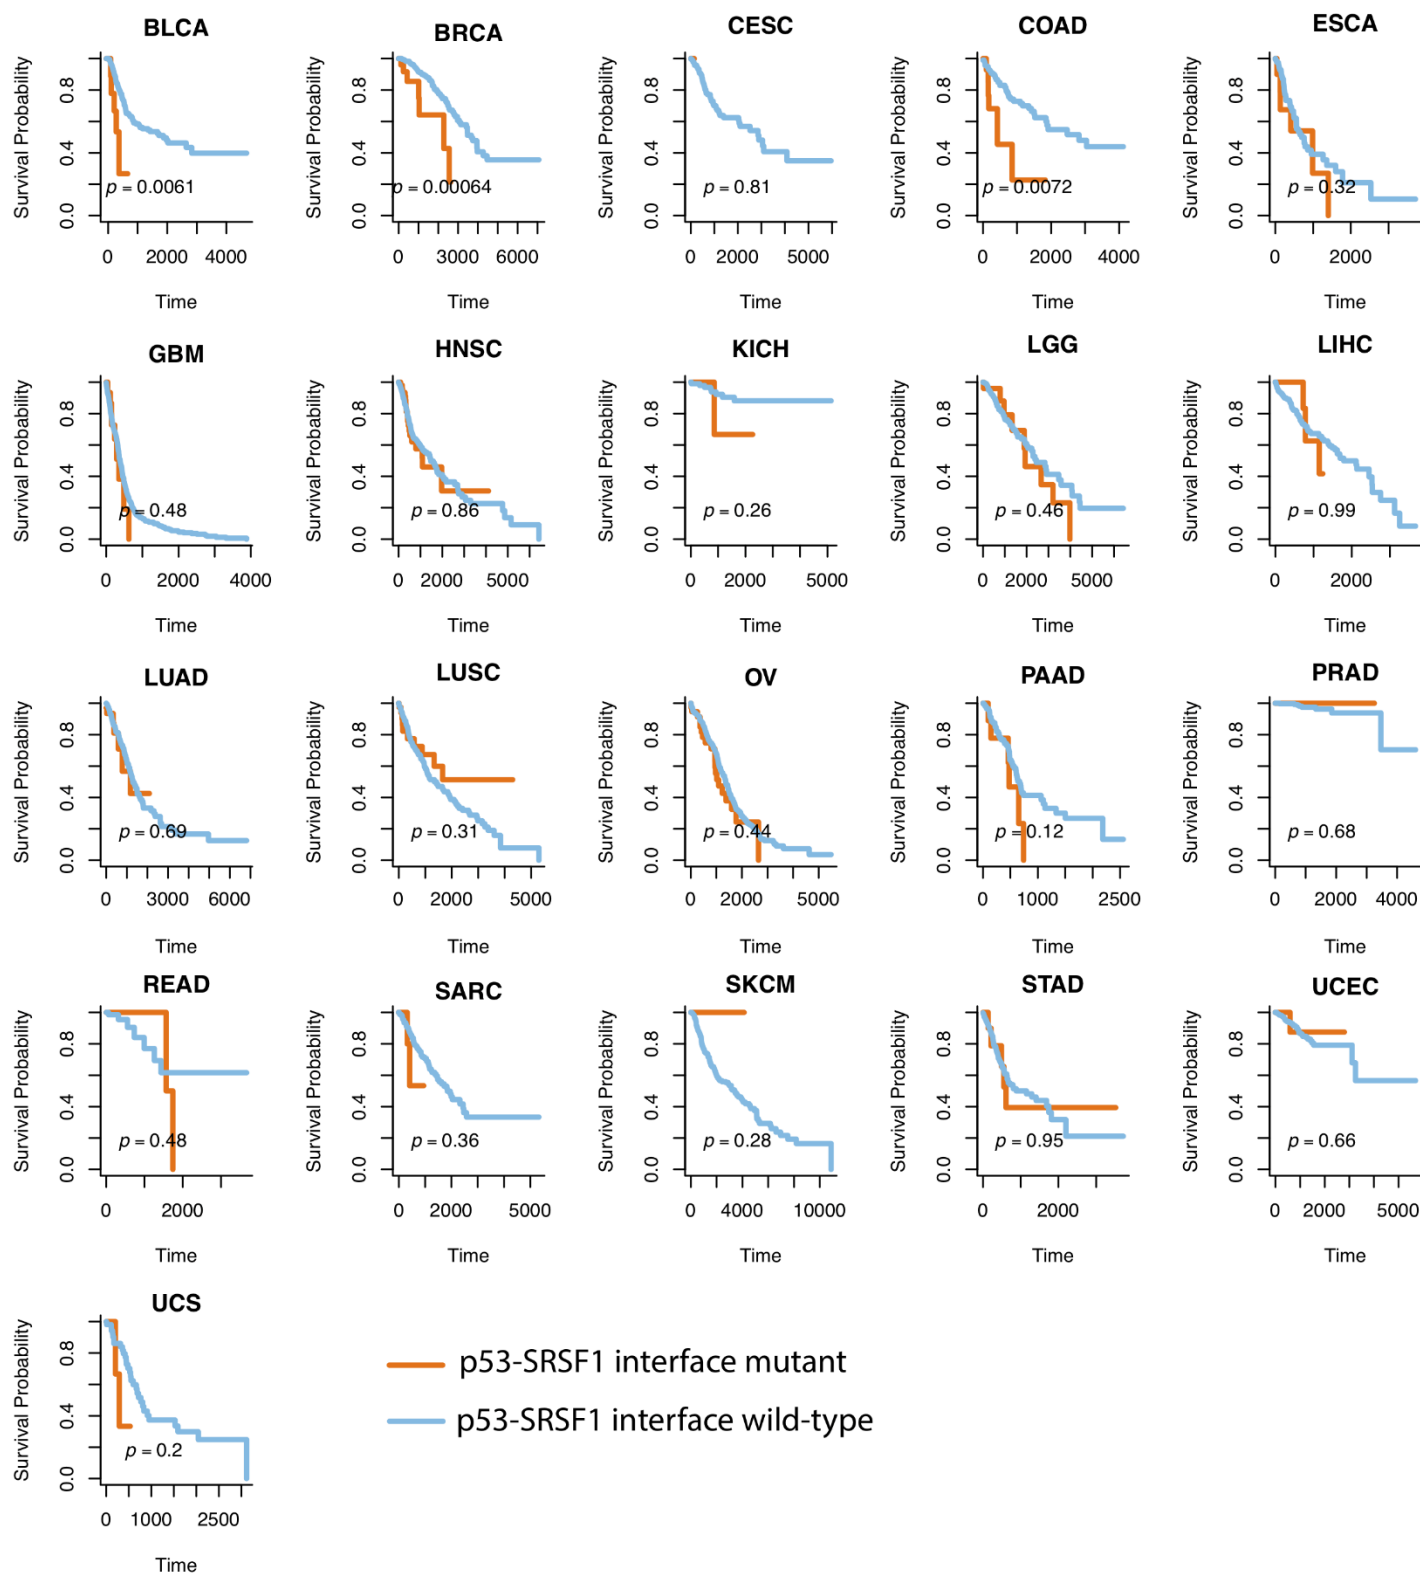 BLCA
Survival Probability
0.0 0.4 0.8
p = 0.0061
0 2000 4000
Time
BRCA
Survival Probability
0.0 0.4 0.8
p = 0.00064
0 3000 6000
Time
CESC
Survival Probability
0.0 0.4 0.8
p = 0.81
0 2000 5000
Time
COAD
Survival Probability
0.0 0.4 0.8
p = 0.0072
0 2000 4000
Time
ESCA
Survival Probability
0.0 0.4 0.8
p = 0.32
0 2000
Time
GBM
Survival Probability
0.0 0.4 0.8
p = 0.48
0 2000 4000
Time
HNSC
Survival Probability
0.0 0.4 0.8
p = 0.86
0 2000 5000
Time
KICH
Survival Probability
0.0 0.4 0.8
p = 0.26
0 2000 5000
Time
LGG
Survival Probability
0.0 0.4 0.8
p = 0.46
0 2000 5000
Time
LIHC
Survival Probability
0.0 0.4 0.8
p = 0.99
0 2000
Time
LUAD
Survival Probability
0.0 0.4 0.8
p = 0.69
0 3000 6000
Time
LUSC
Survival Probability
0.0 0.4 0.8
p = 0.31
0 2000 5000
Time
OV
Survival Probability
0.0 0.4 0.8
p = 0.44
0 2000 5000
Time
PAAD
Survival Probability
0.0 0.4 0.8
p = 0.12
0 1000 2500
Time
PRAD
Survival Probability
0.0 0.4 0.8
p = 0.68
0 2000 4000
Time
READ
Survival Probability
0.0 0.4 0.8
p = 0.48
0 2000
Time
SARC
Survival Probability
0.0 0.4 0.8
p = 0.36
0 2000 5000
Time
SKCM
Survival Probability
0.0 0.4 0.8
p = 0.28
0 4000 10000
Time
STAD
Survival Probability
0.0 0.4 0.8
p = 0.95
0 2000
Time
UCEC
Survival Probability
0.0 0.4 0.8
p = 0.66
0 2000 5000
Time
UCS
Survival Probability
0.0 0.4 0.8
p = 0.2
0 1000 2500
Time
p53-SRSF1 interface mutant
p53-SRSF1 interface wild-type